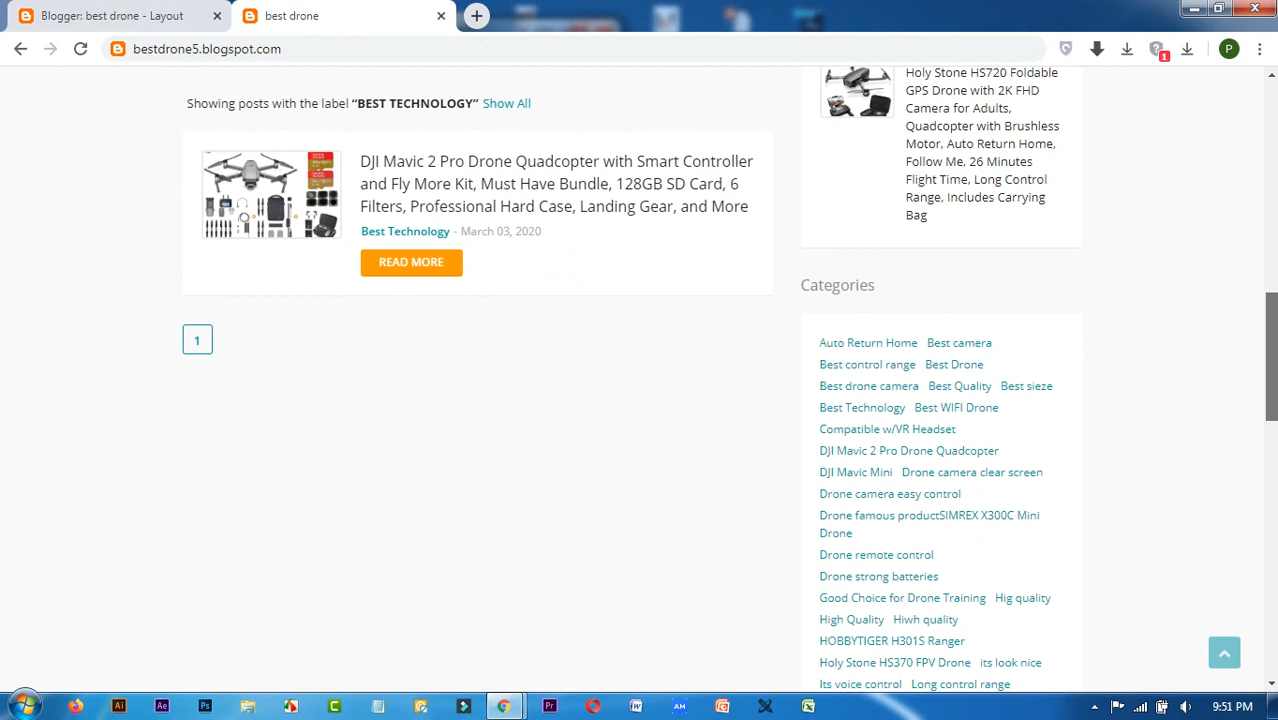 Blogger: best drone - Layout
best drone
bestdrone5.blogspot.com
P
1
Showing posts with the label “BEST TECHNOLOGY” Show All
DJI Mavic 2 Pro Drone Quadcopter with Smart Controller
and Fly More Kit, Must Have Bundle, 128GB SD Card, 6
Filters, Professional Hard Case, Landing Gear, and More
Best Technology - March 03, 2020
READ MORE
1
Holy Stone HS720 Foldable
GPS Drone with 2K FHD
Camera for Adults,
Quadcopter with Brushless
Motor, Auto Return Home,
Follow Me, 26 Minutes
Flight Time, Long Control
Range, Includes Carrying
Bag
Categories
Auto Return Home Best camera
Best control range Best Drone
Best drone camera Best Quality Best sieze
Best Technology Best WIFI Drone
Compatible w/VR Headset
DJI Mavic 2 Pro Drone Quadcopter
DJI Mavic Mini Drone camera clear screen
Drone camera easy control
Drone famous productSIMREX X300C Mini
Drone
Drone remote control
Drone strong batteries
Good Choice for Drone Training Hig quality
High Quality Hiwh quality
HOBBYTIGER H301S Ranger
Holy Stone HS370 FPV Drone its look nice
Its voice control Long control range
Ai
Ae
Ps
Pr
W
AM
9:51 PM